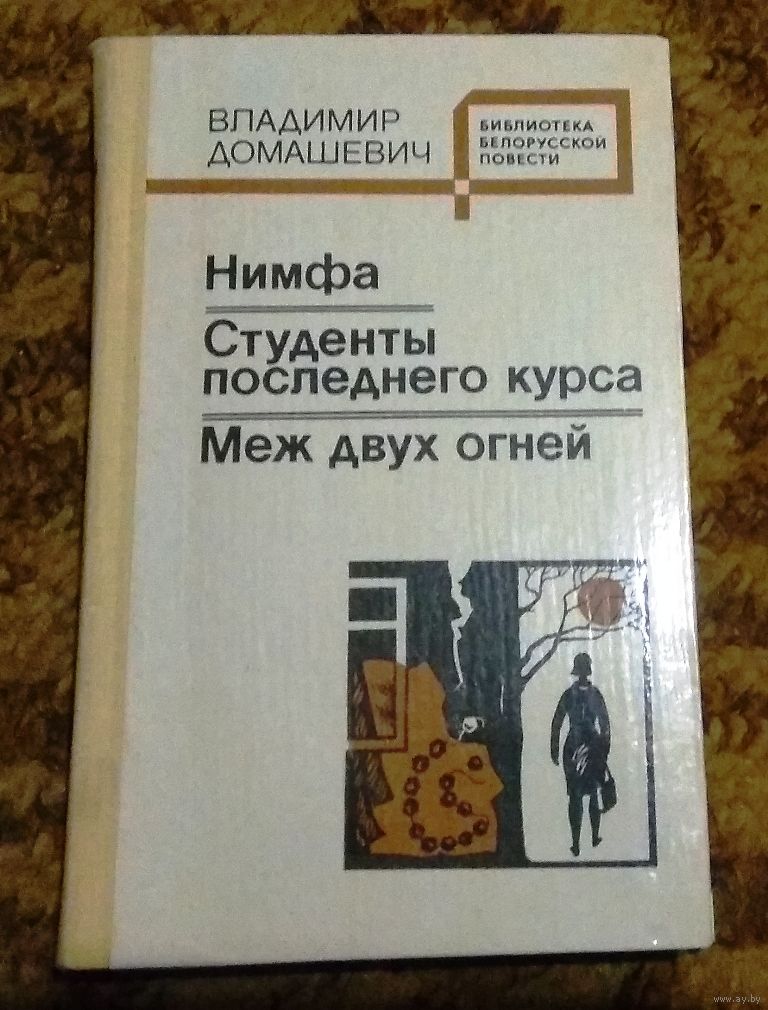 ВЛАДИМИР
ДОМАШЕВИЧ
БИБЛИОТЕКА
БЕЛОРУССКОЙ
ПОВЕСТИ
Нимфа
Студенты
последнего курса
Меж двух огней
www.ay.by